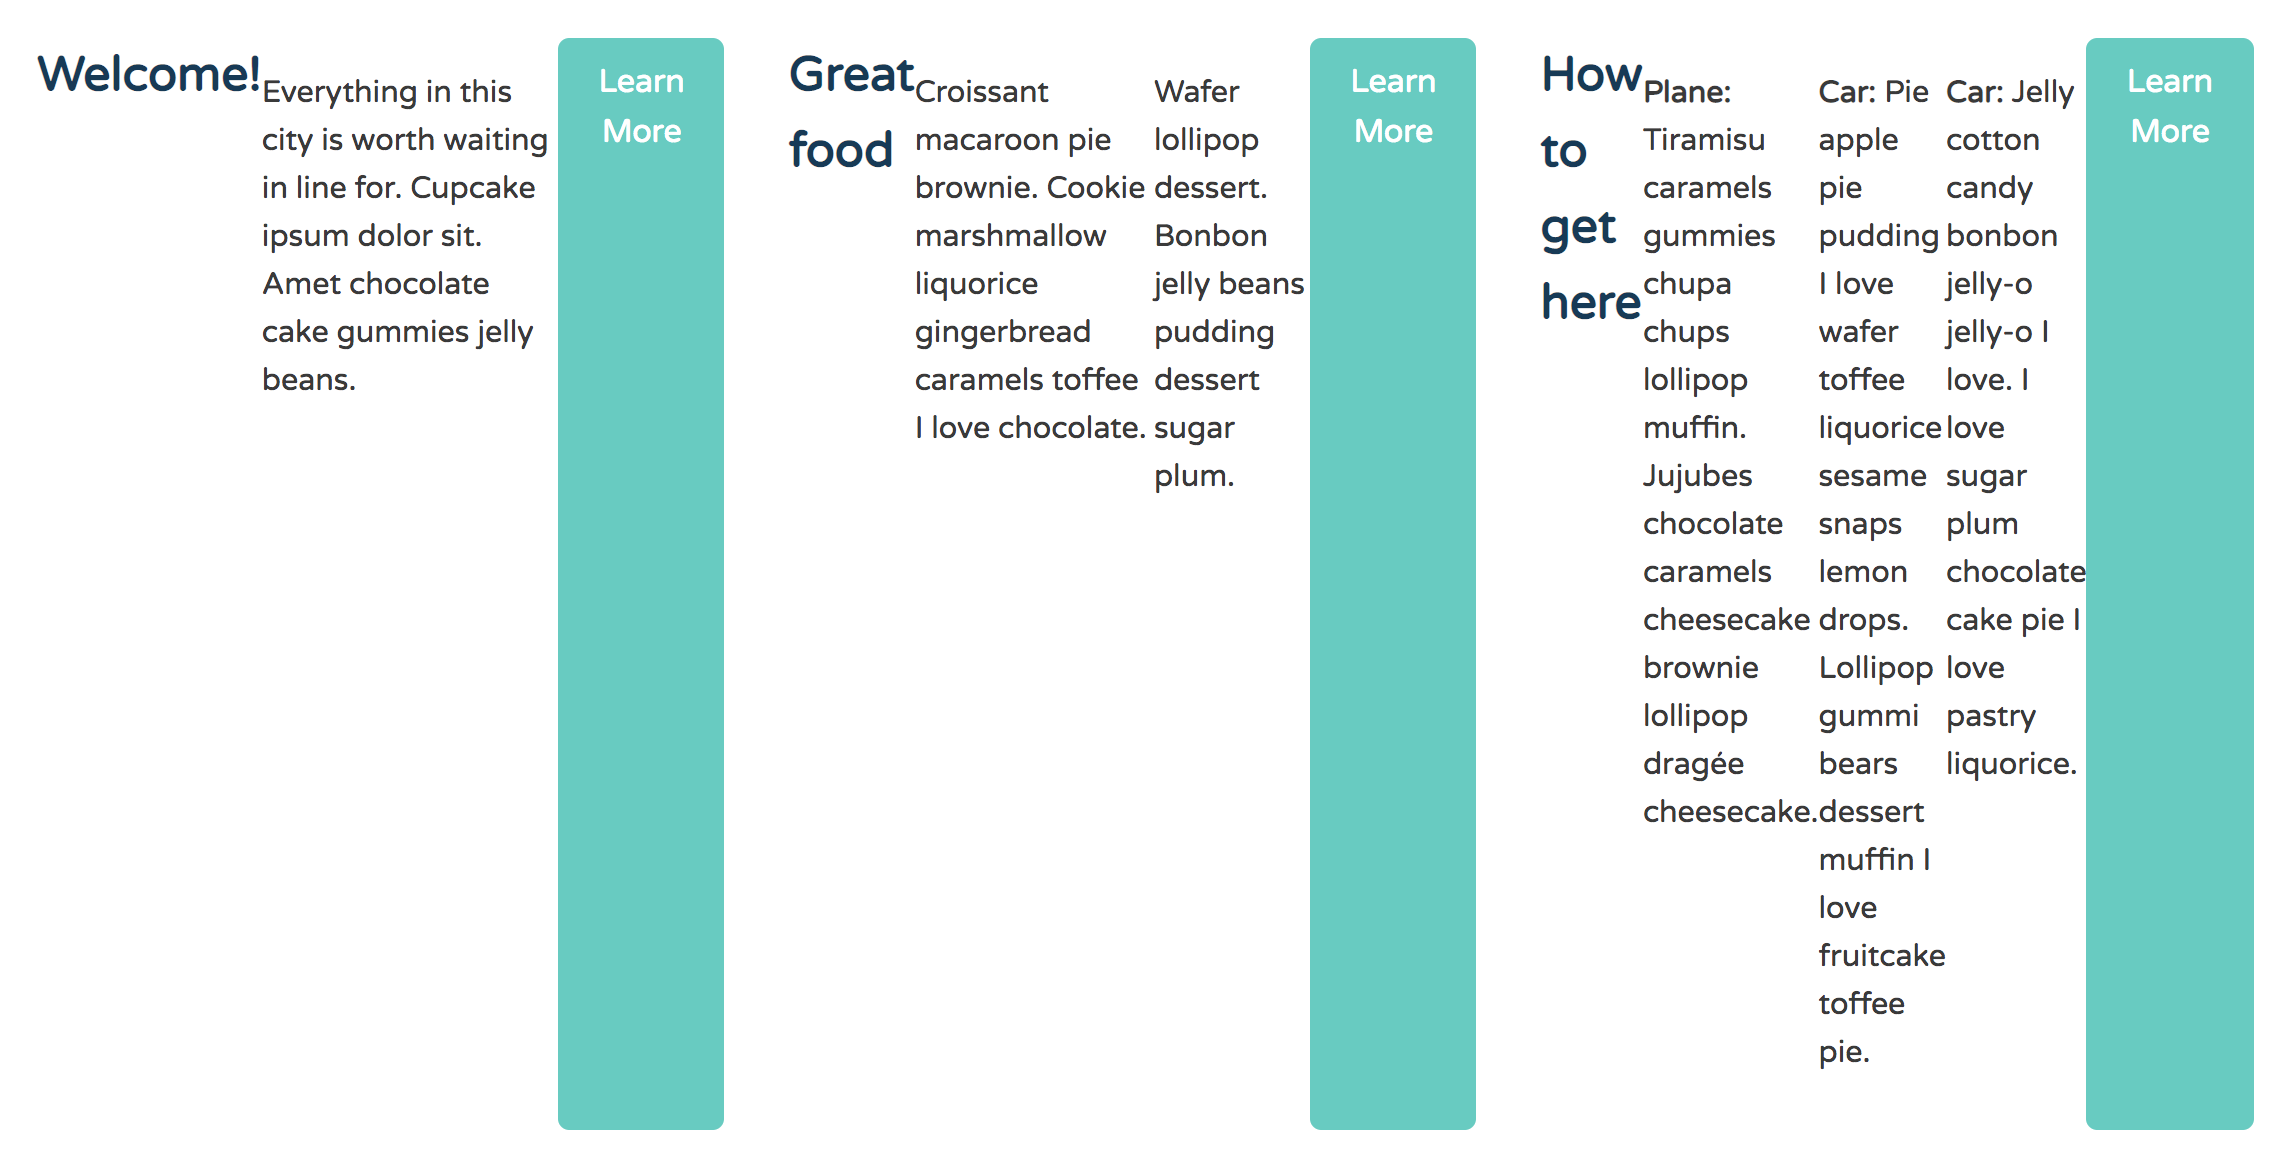 Welcome!
Everything in this
city is worth waiting
in line for. Cupcake
ipsum dolor sit.
Amet chocolate
cake gummies jelly
beans.
Learn
More
Great
food
Croissant
macaroon pie
brownie. Cookie
marshmallow
liquorice
gingerbread
caramels toffee
I love chocolate.
Wafer
lollipop
dessert.
Bonbon
jelly beans
pudding
dessert
sugar
plum.
Learn
More
How
to
get
here
Plane:
Tiramisu
caramels
gummies
chupa
chups
lollipop
muffin.
Jujubes
chocolate
caramels
cheesecake
brownie
lollipop
dragée
cheesecake.
Car: Pie
apple
pie
pudding
I love
wafer
toffee
liquorice
sesame
snaps
lemon
drops.
Lollipop
gummi
bears
dessert
muffin I
love
fruitcake
toffee
pie.
Car: Jelly
cotton
candy
bonbon
jelly-o
jelly-o I
love. I
love
sugar
plum
chocolate
cake pie I
love
pastry
liquorice.
Learn
More